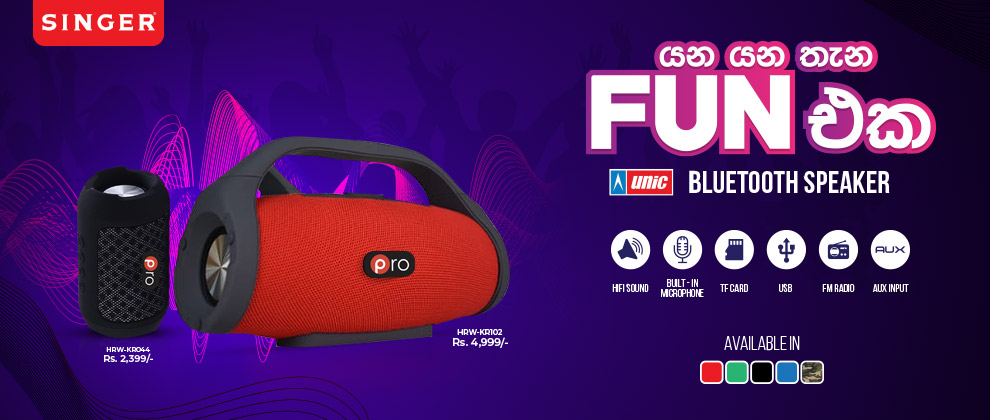 SINGER
යන යන තැන
FUN එක
unic BLUETOOTH SPEAKER
pro
pro
HRW-KR044
Rs. 2,399/-
HRW-KR102
Rs. 4,999/-
HIFI SOUND
BUILT - IN
MICROPHONE
TF CARD
USB
FM RADIO
AUX
AUX INPUT
AVAILABLE IN